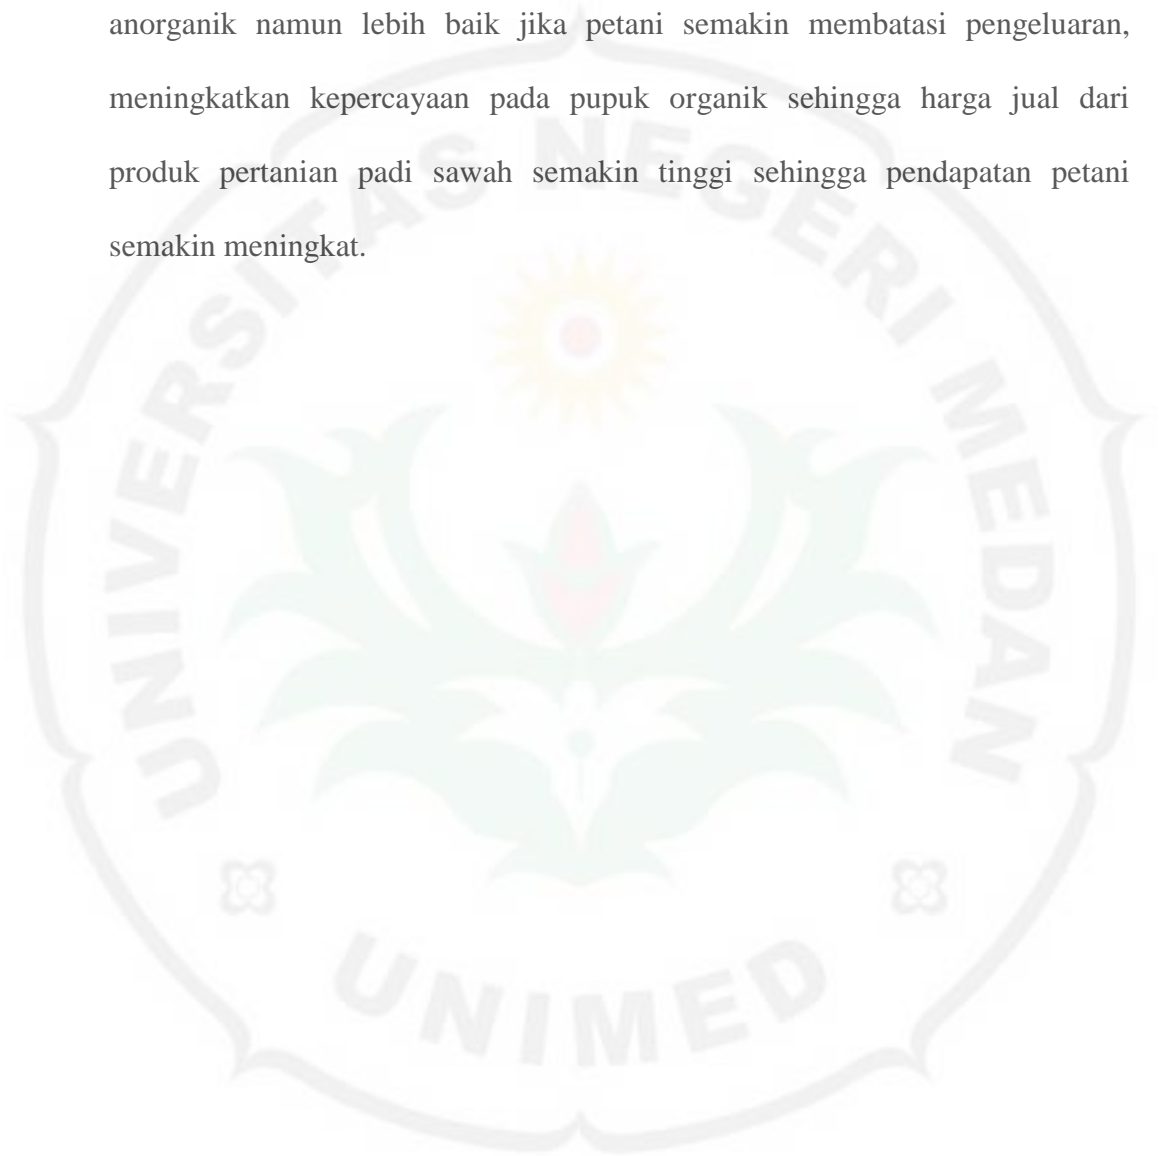 anorganik namun lebih baik jika petani semakin membatasi pengeluaran,
meningkatkan kepercayaan pada pupuk organik sehingga harga jual dari
produk pertanian padi sawah semakin tinggi sehingga pendapatan petani
semakin meningkat.
UNIVERSITAS NEGERI MEDAN
UNIMED